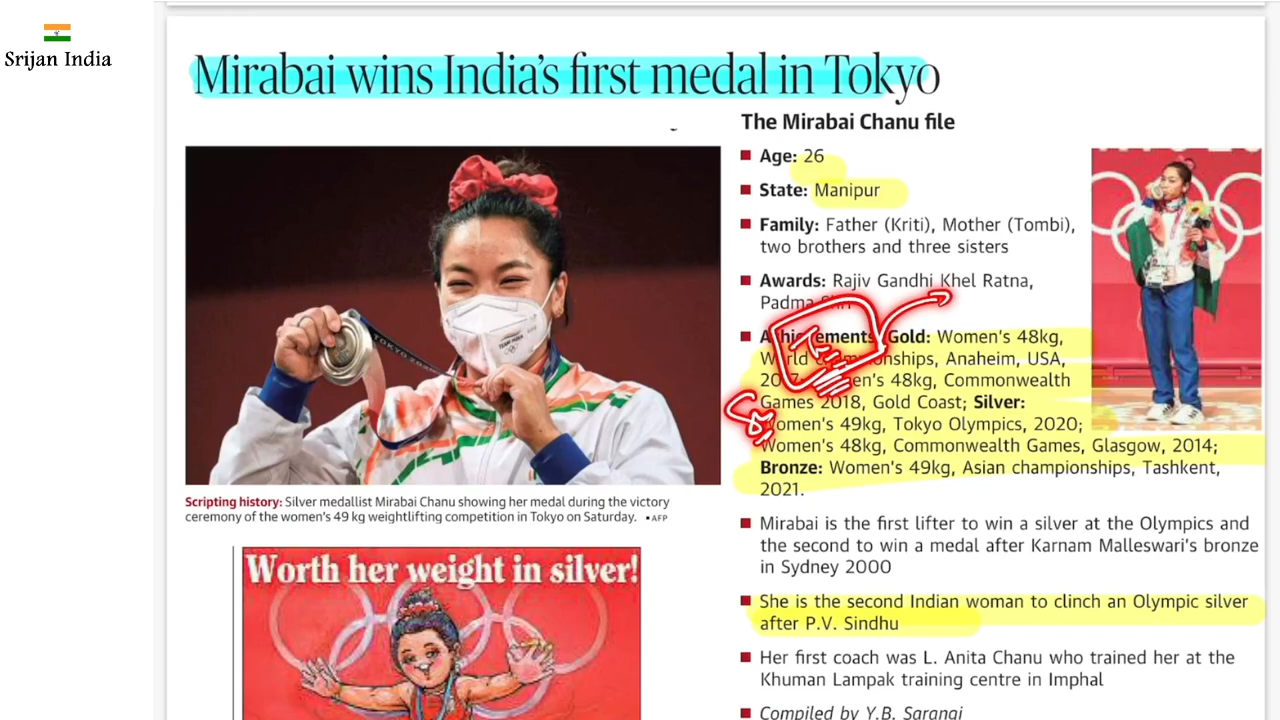 Srijan India
Mirabai wins India's first medal in Tokyo
The Mirabai Chanu file
Age: 26
State: Manipur
Family: Father (Kriti), Mother (Tombi),
two brothers and three sisters
Awards: Rajiv Gandhi Khel Ratna,
Padma Shri
Achievements: Gold: Women's 48kg,
World Championships, Anaheim, USA,
48kg, Commonwealth
Games 2018, Gold Coast; Silver:
Women's 49kg, Tokyo Olympics, 2020;
Women's 48kg, Commonwealth Games, Glasgow, 2014;
Bronze: Women's 49kg, Asian championships, Tashkent,
2021.
Mirabai is the first lifter to win a silver at the Olympics and
the second to win a medal after Karnam Malleswari's bronze
in Sydney 2000
She is the second Indian woman to clinch an Olympic silver
after P.V. Sindhu
Her first coach was L. Anita Chanu who trained her at the
Khuman Lampak training centre in Imphal
Compiled by Y.B. Sarangi
TOKYO 2020
Scripting history: Silver medallist Mirabai Chanu showing her medal during the victory
ceremony of the women's 49 kg weightlifting competition in Tokyo on Saturday. ▪ AFP
Worth her weight in silver!